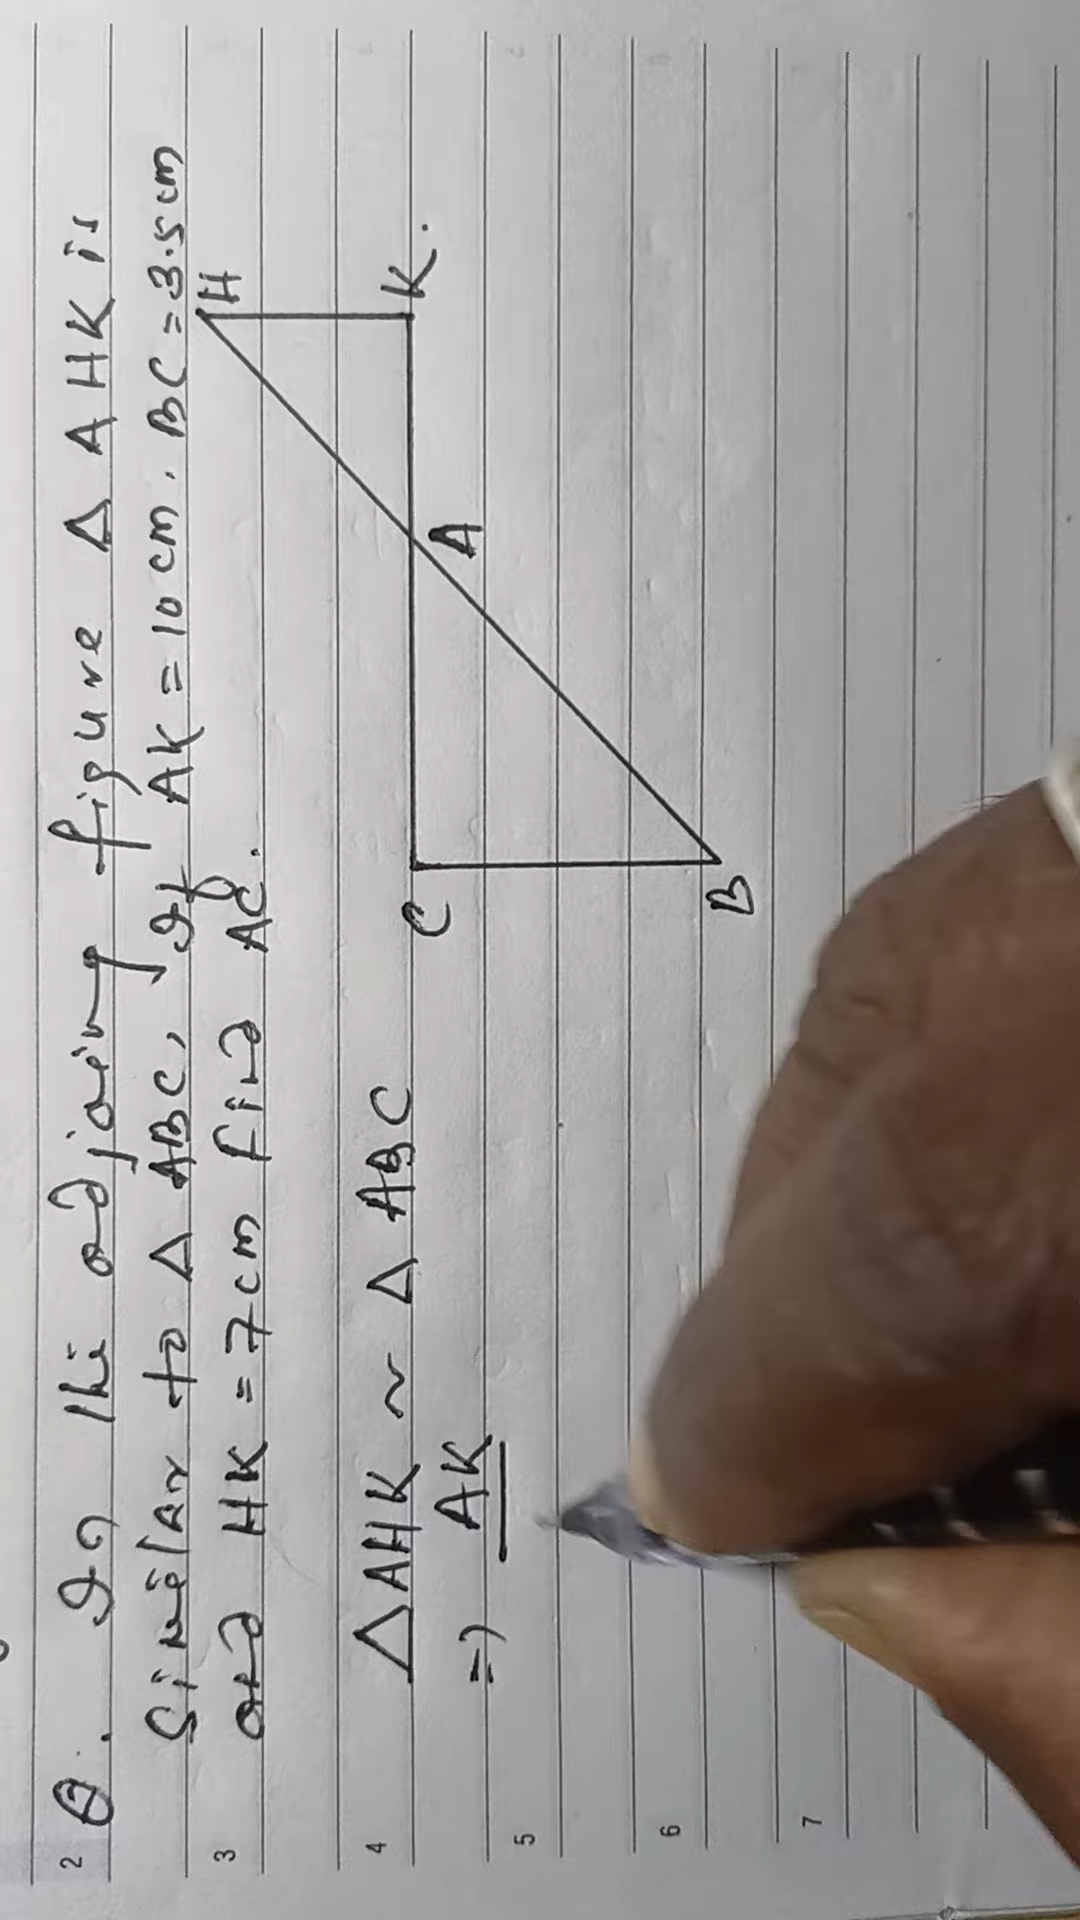 Q. In the adjoing figure Δ AHK is
Similar to Δ ABC, If AK = 10 cm. BC = 3.5 cm
and HK = 7 cm find AC.
H
K.
A
C
B
Δ AHK ~ Δ ABC
=) AK
2
3
4
5
6
7